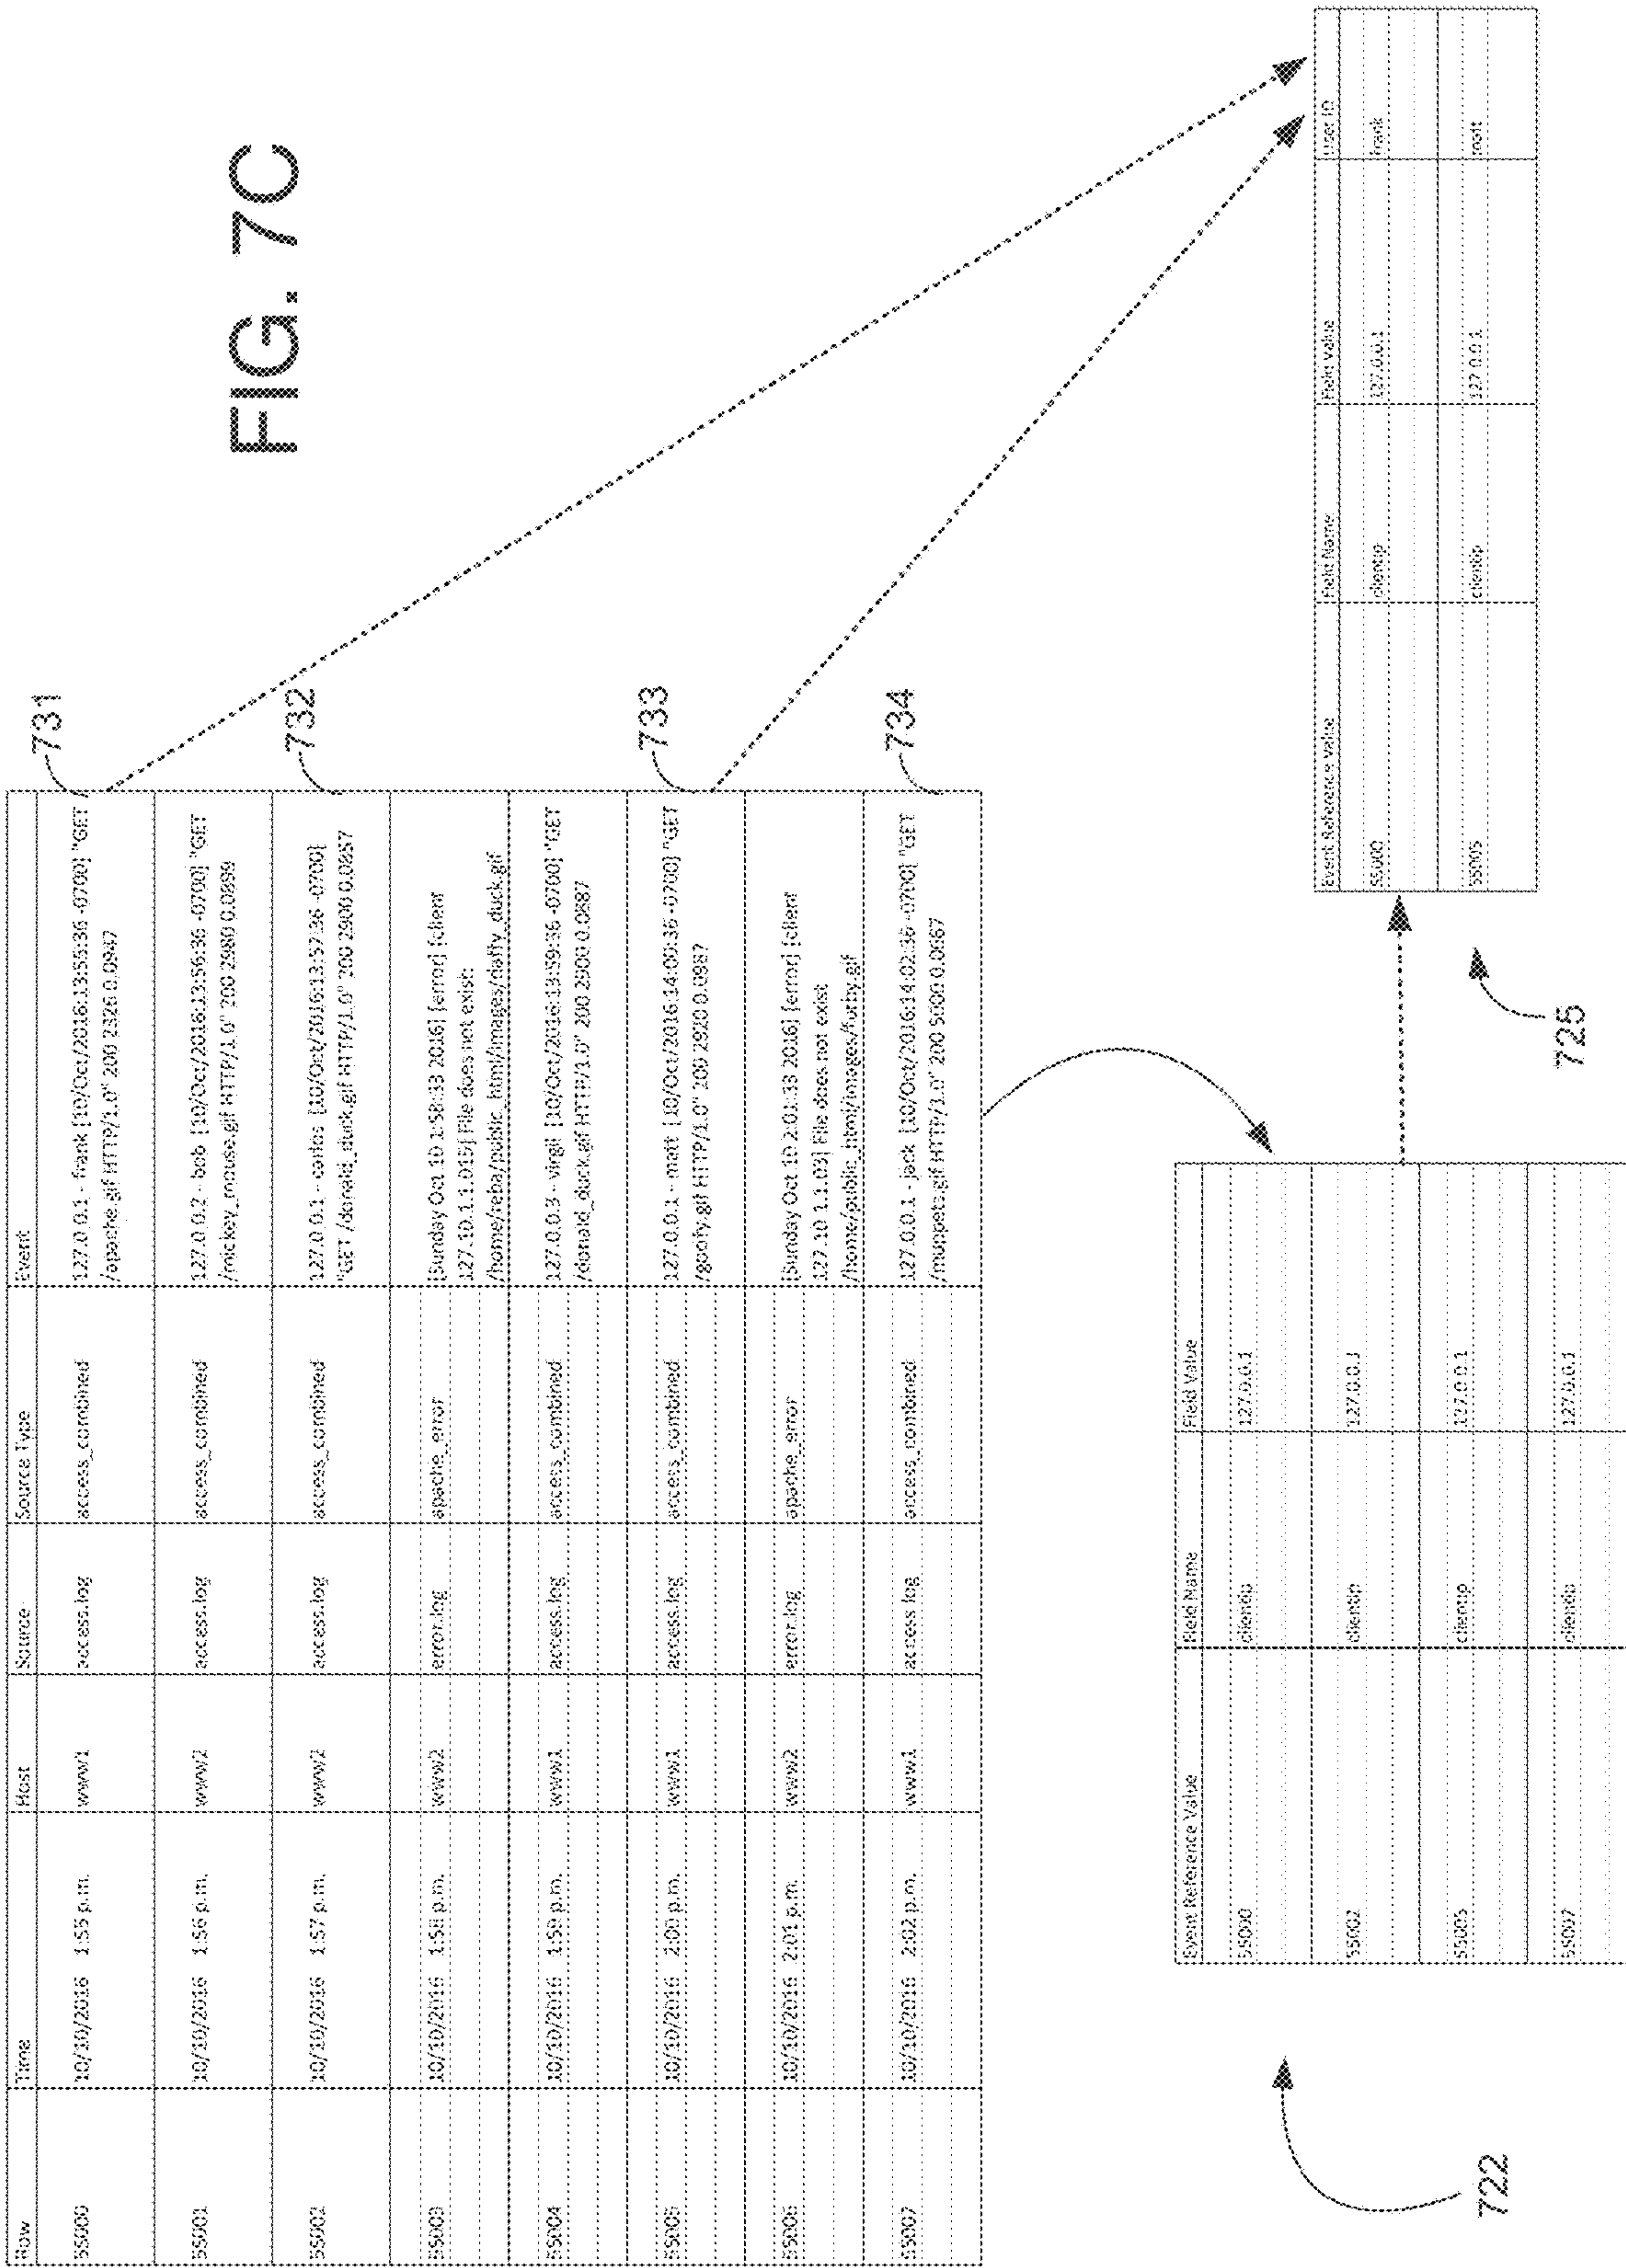 FIG. 7C
Row Time Host Source Source Type Event
55000 10/10/2016 1:55 p.m. www1 access.log access_combined 127.0.0.1 - frank [10/Oct/2016:13:55:36 -0700] "GET
/apache.gif HTTP/1.0" 200 2326 0.0947
731
55001 10/10/2016 1:56 p.m. www2 access.log access_combined 127.0.0.2 - bob [10/Oct/2016:13:56:36 -0700] "GET
/mickey_mouse.gif HTTP/1.0" 200 2980 0.0899
55002 10/10/2016 1:57 p.m. www2 access.log access_combined 127.0.0.1 - carlos [10/Oct/2016:13:57:36 -0700]
"GET /donald_duck.gif HTTP/1.0" 200 2900 0.0857
732
55003 10/10/2016 1:58 p.m. www2 error.log apache_error [Sunday Oct 10 1:58:33 2016] [error] [client
127.10.1.1.015] File does not exist:
/home/reba/public_html/images/daffy_duck.gif
55004 10/10/2016 1:59 p.m. www1 access.log access_combined 127.0.0.3 - virgil [10/Oct/2016:13:59:36 -0700] "GET
/donald_duck.gif HTTP/1.0" 200 2900 0.0887
55005 10/10/2016 2:00 p.m. www1 access.log access_combined 127.0.0.1 - matt [10/Oct/2016:14:00:36 -0700] "GET
/goofy.gif HTTP/1.0" 200 2920 0.0987
733
55006 10/10/2016 2:01 p.m. www2 error.log apache_error [Sunday Oct 10 2:01:33 2016] [error] [client
127.10.1.1.03] File does not exist
/home/public_html/images/furby.gif
55007 10/10/2016 2:02 p.m. www1 access.log access_combined 127.0.0.1 - jack [10/Oct/2016:14:02:36 -0700] "GET
/muppets.gif HTTP/1.0" 200 5000 0.0667
734
Event Reference Value Field Name Field Value
55000 clientip 127.0.0.1
55002 clientip 127.0.0.1
55005 clientip 127.0.0.1
55007 clientip 127.0.0.1
722
Event Reference Value Field Name Field Value User ID
55000 clientip 127.0.0.1 frank
55005 clientip 127.0.0.1 matt
725